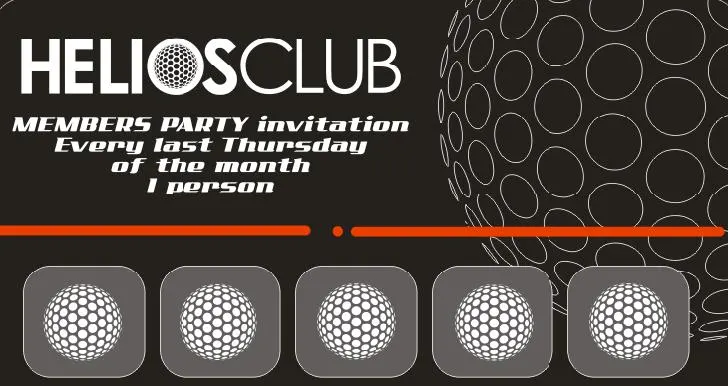 HELIOSCLUB
MEMBERS PARTY invitation
Every last Thursday
of the month
1 person